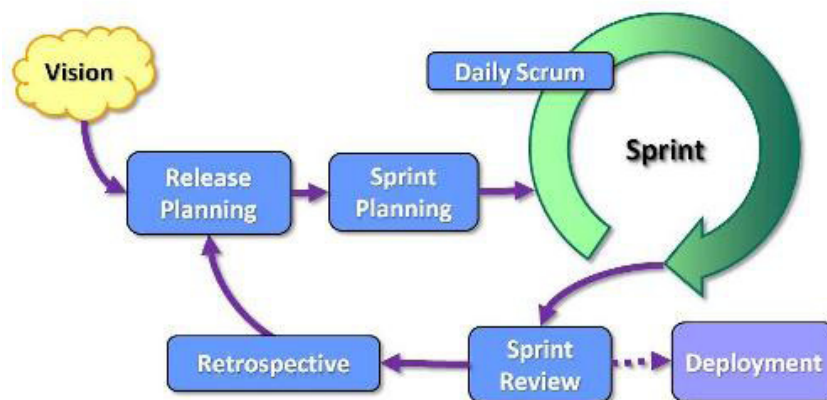 Vision
Daily Scrum
Sprint
Release
Planning
Sprint
Planning
Retrospective
Sprint
Review
Deployment